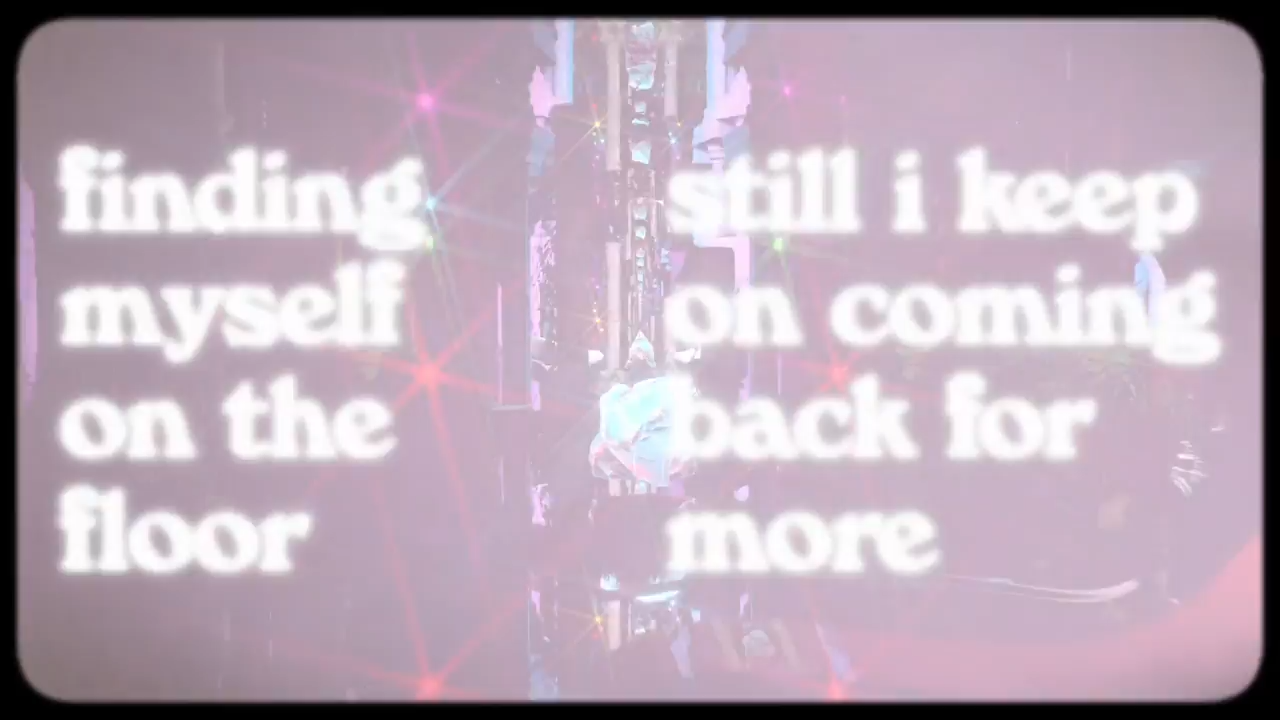 finding
myself
on the
floor
still i keep
on coming
back for
more